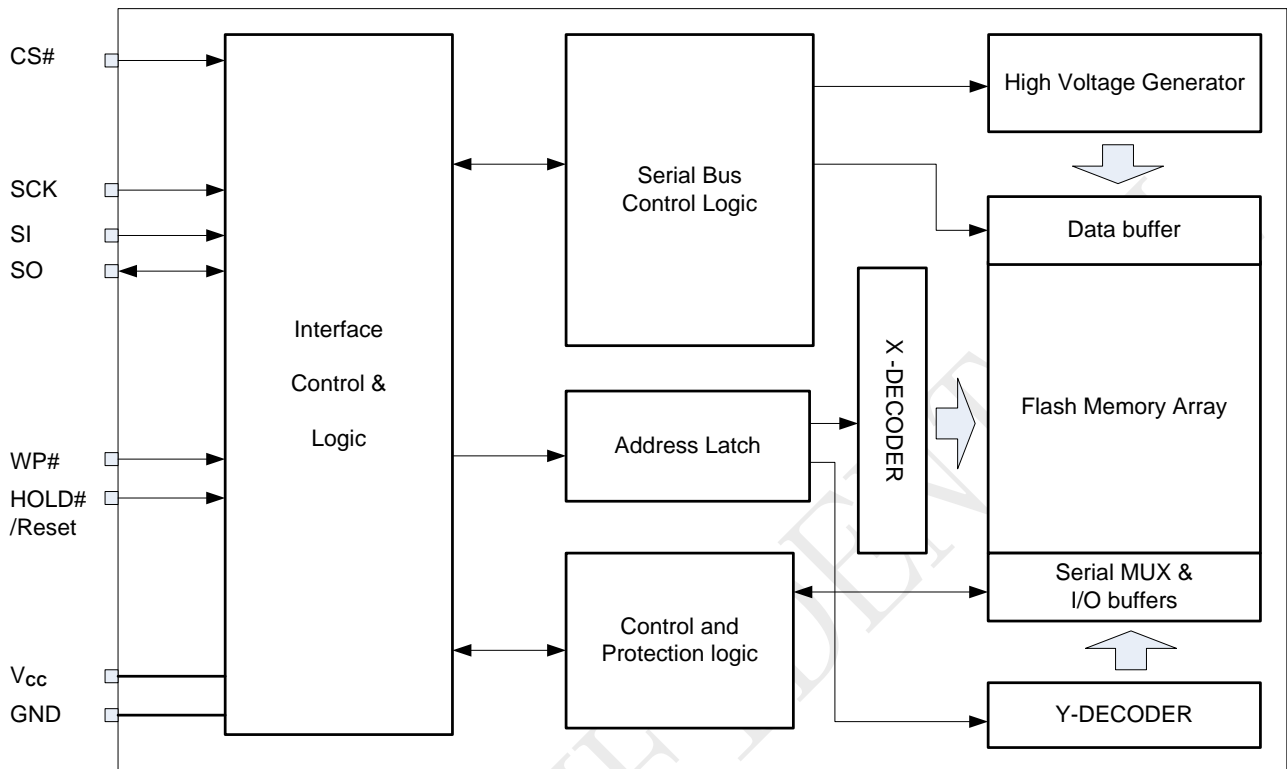 CS#
SCK
SI
SO
WP#
HOLD#
/Reset
Vcc
GND
Interface
Control &
Logic
Serial Bus
Control Logic
Address Latch
Control and
Protection logic
X -DECODER
High Voltage Generator
Data buffer
Flash Memory Array
Serial MUX &
I/O buffers
Y-DECODER